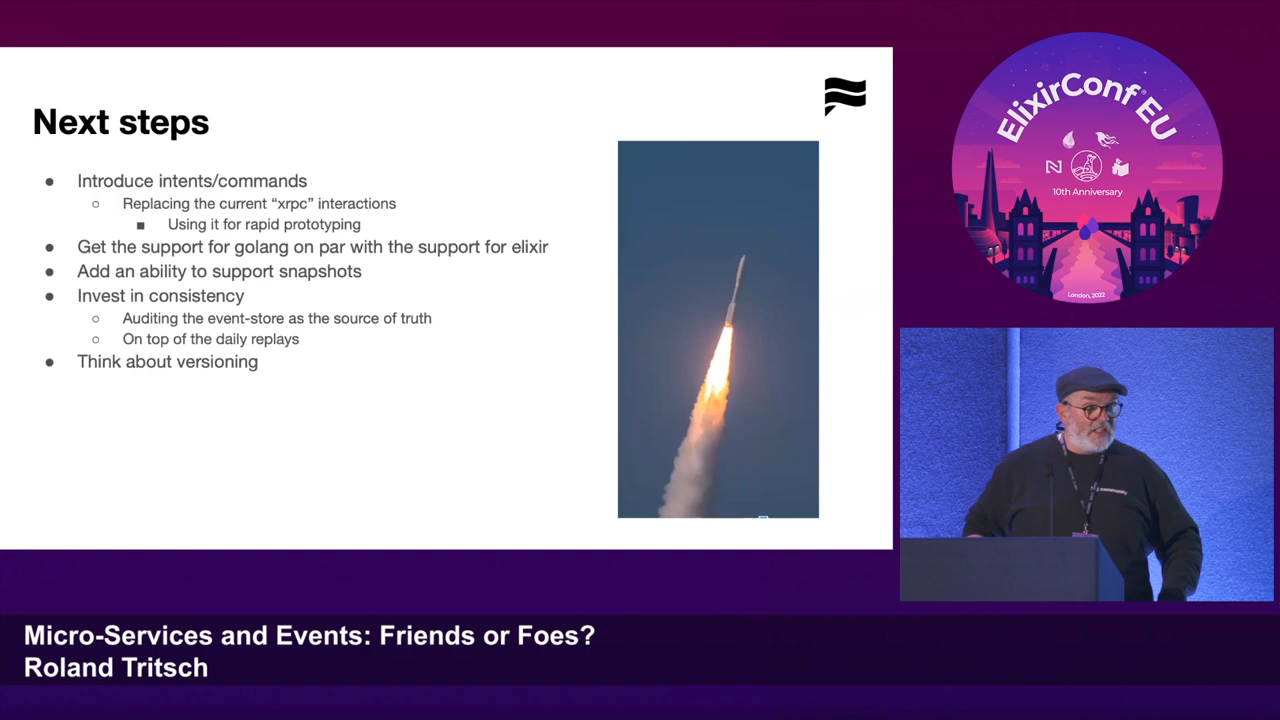 Next steps
● Introduce intents/commands
○ Replacing the current “xrpc” interactions
■ Using it for rapid prototyping
● Get the support for golang on par with the support for elixir
● Add an ability to support snapshots
● Invest in consistency
○ Auditing the event-store as the source of truth
○ On top of the daily replays
● Think about versioning
ElixirConf® EU
10th Anniversary
London, 2022
community
Micro-Services and Events: Friends or Foes?
Roland Tritsch